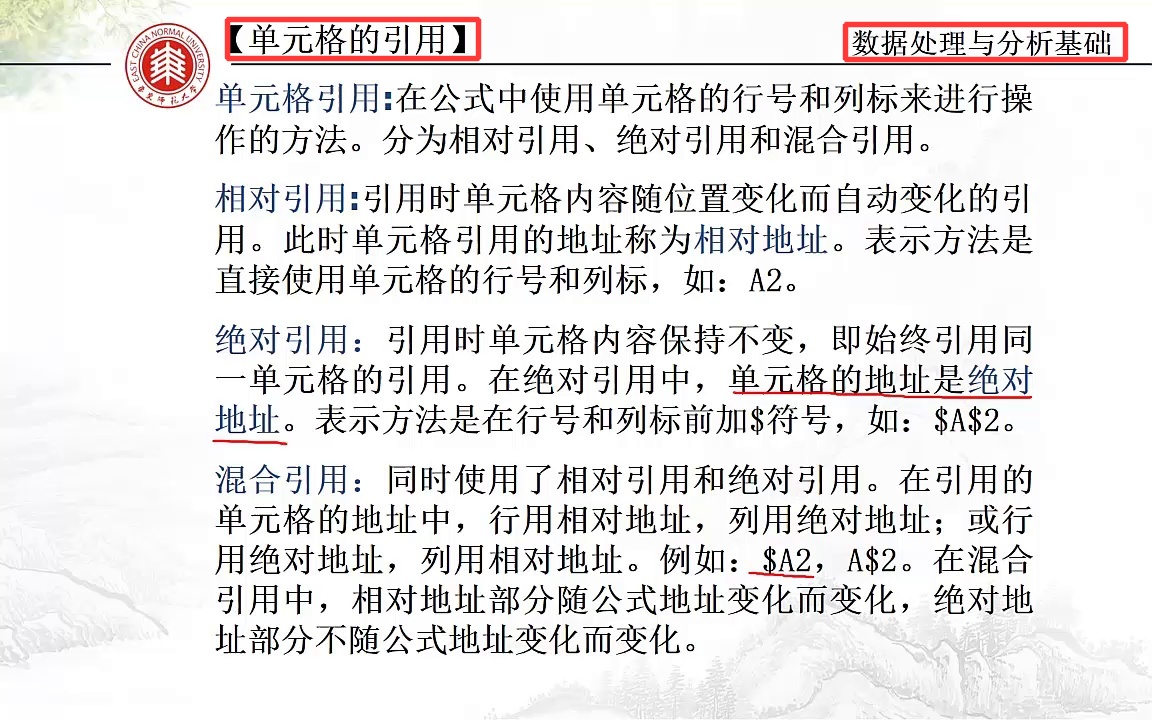 【单元格的引用】
数据处理与分析基础
EAST CHINA NORMAL UNIVERSITY
华东师范大学
单元格引用:在公式中使用单元格的行号和列标来进行操
作的方法。分为相对引用、绝对引用和混合引用。
相对引用:引用时单元格内容随位置变化而自动变化的引
用。此时单元格引用的地址称为相对地址。表示方法是
直接使用单元格的行号和列标，如：A2。
绝对引用：引用时单元格内容保持不变，即始终引用同
一单元格的引用。在绝对引用中，单元格的地址是绝对
地址。表示方法是在行号和列标前加$符号，如：$A$2。
混合引用：同时使用了相对引用和绝对引用。在引用的
单元格的地址中，行用相对地址，列用绝对地址；或行
用绝对地址，列用相对地址。例如：$A2，A$2。在混合
引用中，相对地址部分随公式地址变化而变化，绝对地
址部分不随公式地址变化而变化。